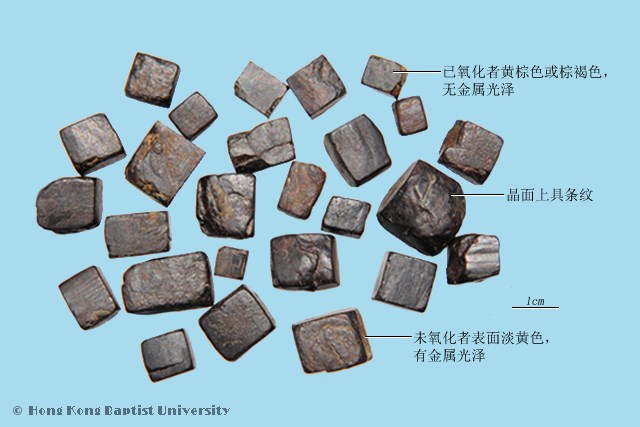 已氧化者黄棕色或棕褐色，
无金属光泽
晶面上具条纹
1cm
未氧化者表面淡黄色，
有金属光泽
© Hong Kong Baptist University